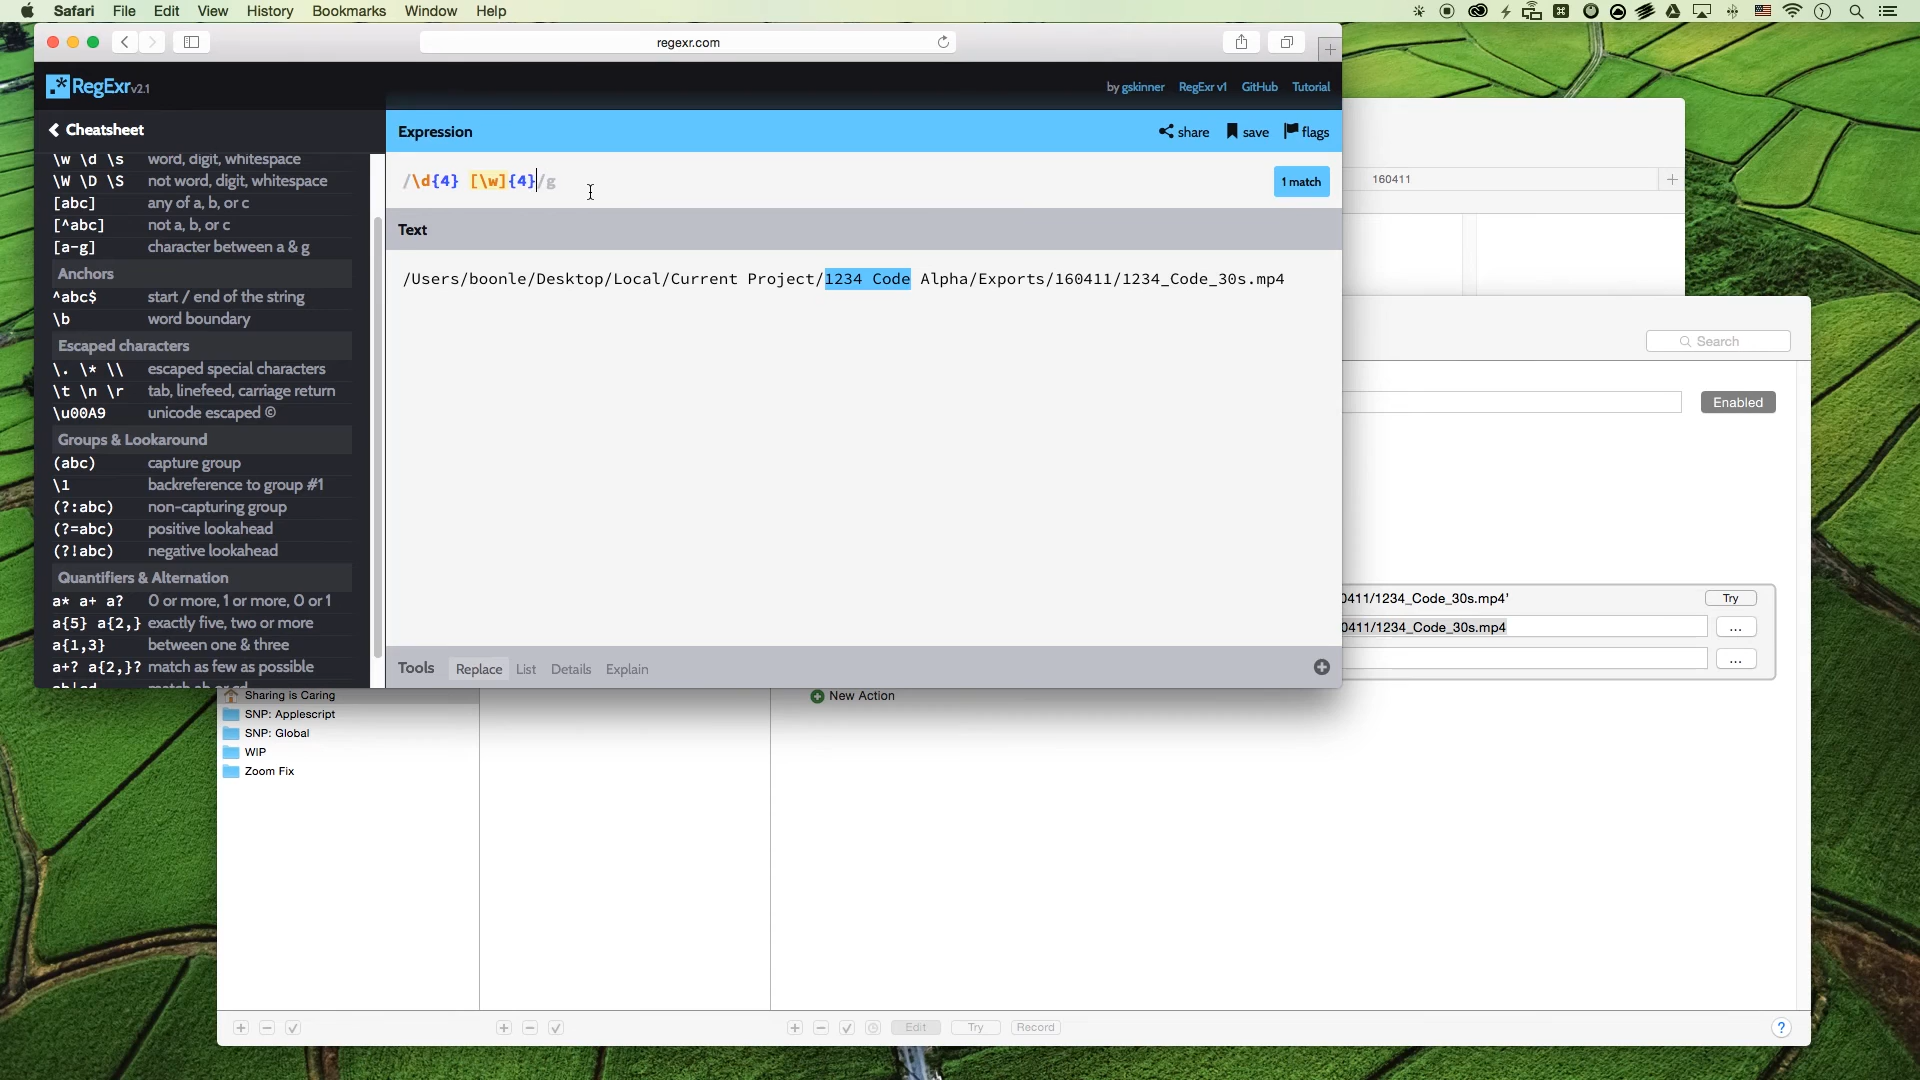 Safari File Edit View History Bookmarks Window Help
regexr.com
RegExr v2.1
by gskinner RegExr v1 GitHub Tutorial
Cheatsheet
Expression
share save flags
\w \d \s word, digit, whitespace
\W \D \S not word, digit, whitespace
[abc] any of a, b, or c
[^abc] not a, b, or c
[a-g] character between a & g
Anchors
^abc$ start / end of the string
\b word boundary
Escaped characters
\. \* \\ escaped special characters
\t \n \r tab, linefeed, carriage return
\u00A9 unicode escaped ©
Groups & Lookaround
(abc) capture group
\1 backreference to group #1
(?:abc) non-capturing group
(?=abc) positive lookahead
(?!abc) negative lookahead
Quantifiers & Alternation
a* a+ a? 0 or more, 1 or more, 0 or 1
a{5} a{2,} exactly five, two or more
a{1,3} between one & three
a+? a{2,}? match as few as possible
ab|cd match ab or cd
/\d{4} [\w]{4}/g
1 match
Text
/Users/boonle/Desktop/Local/Current Project/1234 Code Alpha/Exports/160411/1234_Code_30s.mp4
Tools Replace List Details Explain
160411
Search
Enabled
0411/1234_Code_30s.mp4'
Try
0411/1234_Code_30s.mp4
...
...
New Action
Sharing is Caring
SNP: Applescript
SNP: Global
WIP
Zoom Fix
Edit Try Record
?